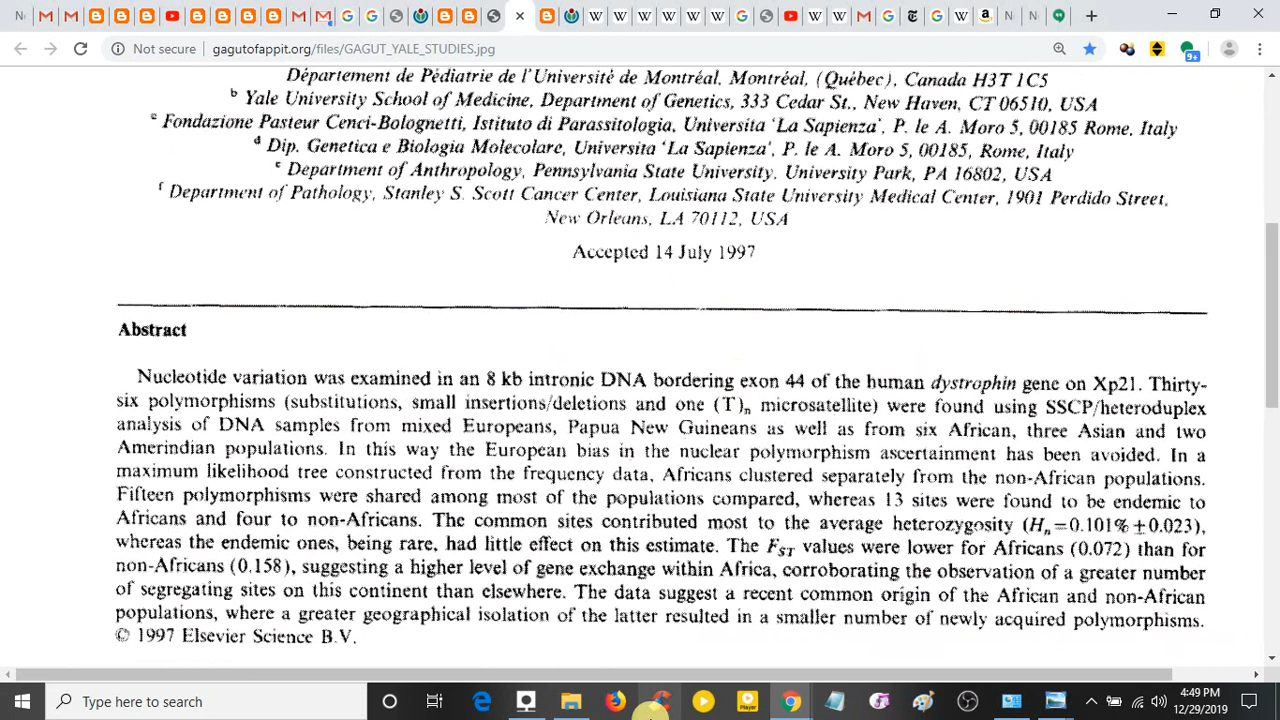 Not secure
gagutofappit.org/files/GAGUT_YALE_STUDIES.jpg
9+
Département de Pédiatrie de l'Université de Montréal, Montréal, (Québec), Canada H3T 1C5
b Yale University School of Medicine, Department of Genetics, 333 Cedar St., New Haven, CT 06510, USA
c Fondazione Pasteur Cenci-Bolognetti, Istituto di Parassitologia, Universita 'La Sapienza', P. le A. Moro 5, 00185 Rome, Italy
d Dip. Genetica e Biologia Molecolare, Universita 'La Sapienza', P. le A. Moro 5, 00185, Rome, Italy
e Department of Anthropology, Pennsylvania State University, University Park, PA 16802, USA
f Department of Pathology, Stanley S. Scott Cancer Center, Louisiana State University Medical Center, 1901 Perdido Street,
New Orleans, LA 70112, USA
Accepted 14 July 1997
Abstract
Nucleotide variation was examined in an 8 kb intronic DNA bordering exon 44 of the human dystrophin gene on Xp21. Thirty-
six polymorphisms (substitutions, small insertions/deletions and one (T)n microsatellite) were found using SSCP/heteroduplex
analysis of DNA samples from mixed Europeans, Papua New Guineans as well as from six African, three Asian and two
Amerindian populations. In this way the European bias in the nuclear polymorphism ascertainment has been avoided. In a
maximum likelihood tree constructed from the frequency data, Africans clustered separately from the non-African populations.
Fifteen polymorphisms were shared among most of the populations compared, whereas 13 sites were found to be endemic to
Africans and four to non-Africans. The common sites contributed most to the average heterozygosity (Hn=0.101%±0.023),
whereas the endemic ones, being rare, had little effect on this estimate. The FST values were lower for Africans (0.072) than for
non-Africans (0.158), suggesting a higher level of gene exchange within Africa, corroborating the observation of a greater number
of segregating sites on this continent than elsewhere. The data suggest a recent common origin of the African and non-African
populations, where a greater geographical isolation of the latter resulted in a smaller number of newly acquired polymorphisms.
© 1997 Elsevier Science B.V.
Type here to search
Player
4:49 PM
12/29/2019